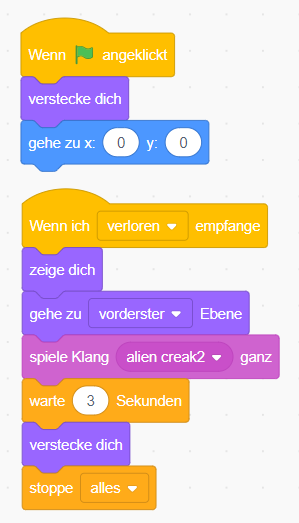 Wenn angeklickt
verstecke dich
gehe zu x: 0 y: 0
Wenn ich verloren empfange
zeige dich
gehe zu vorderster Ebene
spiele Klang alien creak2 ganz
warte 3 Sekunden
verstecke dich
stoppe alles